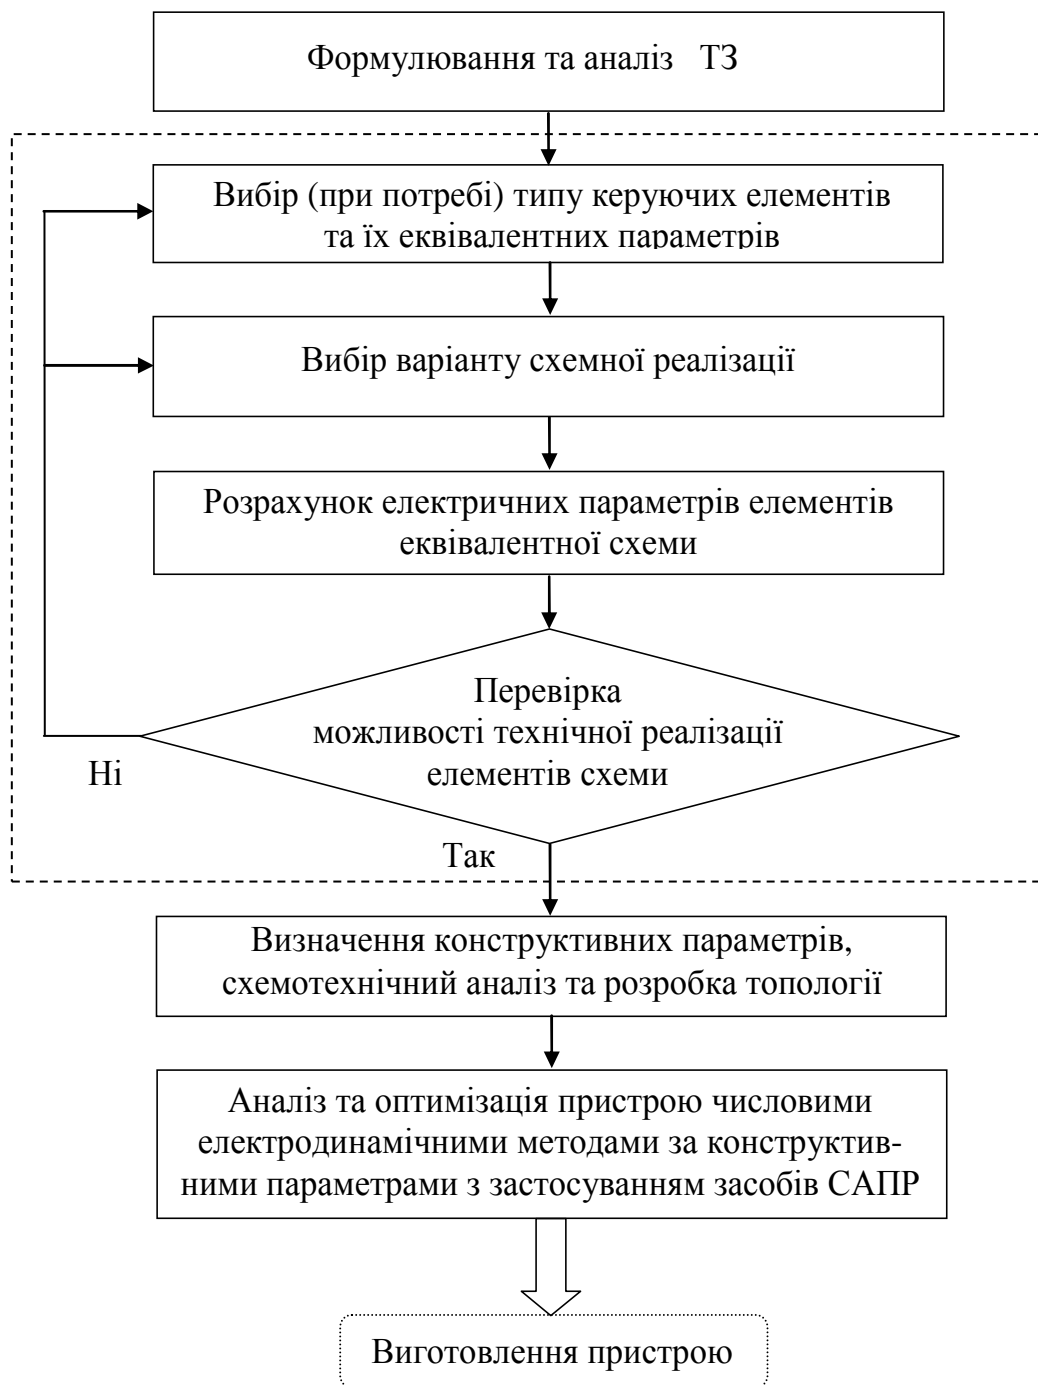 Формулювання та аналіз ТЗ
Вибір (при потребі) типу керуючих елементів
та їх еквівалентних параметрів
Вибір варіанту схемної реалізації
Розрахунок електричних параметрів елементів
еквівалентної схеми
Перевірка
можливості технічної реалізації
елементів схеми
Ні
Так
Визначення конструктивних параметрів,
схемотехнічний аналіз та розробка топології
Аналіз та оптимізація пристрою числовими
електродинамічними методами за конструктив-
ними параметрами з застосуванням засобів САПР
Виготовлення пристрою